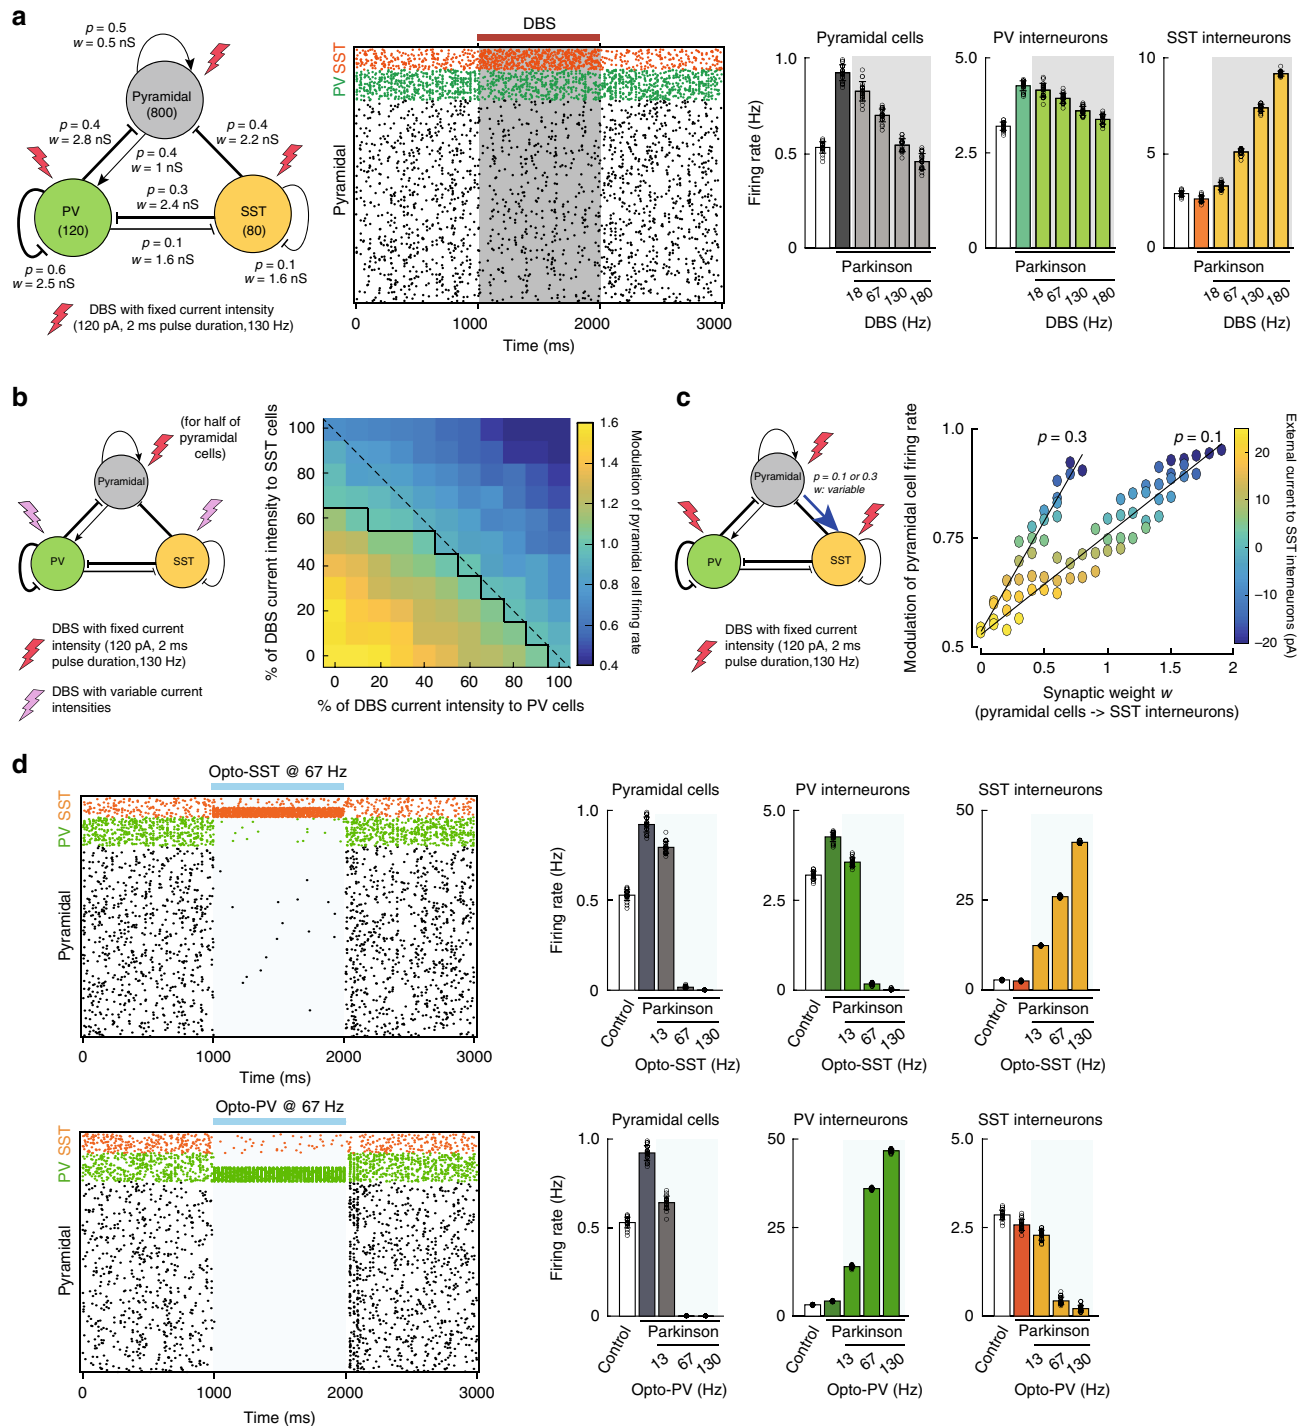 a
p = 0.5
w = 0.5 nS
Pyramidal
(800)
p = 0.4
w = 2.8 nS
p = 0.4
w = 2.2 nS
p = 0.4
w = 1 nS
p = 0.3
w = 2.4 nS
PV
(120)
SST
(80)
p = 0.1
w = 1.6 nS
p = 0.6
w = 2.5 nS
p = 0.1
w = 1.6 nS
DBS with fixed current intensity
(120 pA, 2 ms pulse duration,130 Hz)
DBS
PV SST
Pyramidal
0 1000 2000 3000
Time (ms)
Pyramidal cells
Firing rate (Hz)
1.0
0.5
0
Parkinson
18 67 130 180
DBS (Hz)
PV interneurons
5.0
2.5
0
Parkinson
18 67 130 180
DBS (Hz)
SST interneurons
10
5
0
Parkinson
18 67 130 180
DBS (Hz)
b
(for half of
pyramidal
cells)
Pyramidal
PV
SST
DBS with fixed current
intensity (120 pA, 2 ms
pulse duration,130 Hz)
DBS with variable current
intensities
% of DBS current intensity to SST cells
100
80
60
40
20
0
0 20 40 60 80 100
% of DBS current intensity to PV cells
1.6
1.4
1.2
1.0
0.8
0.6
0.4
Modulation of pyramidal cell firing rate
c
Pyramidal
p = 0.1 or 0.3
w: variable
PV
SST
DBS with fixed current
intensity (120 pA, 2 ms
pulse duration,130 Hz)
Modulation of pyramidal cell firing rate
1.0
0.75
0.5
p = 0.3
p = 0.1
0 0.5 1 1.5 2
Synaptic weight w
(pyramidal cells -> SST interneurons)
20
10
0
−10
−20
External current to SST interneurons (pA)
d
Opto-SST @ 67 Hz
PV SST
Pyramidal
0 1000 2000 3000
Time (ms)
Pyramidal cells
Firing rate (Hz)
1.0
0.5
0
Control
Parkinson
13 67 130
Opto-SST (Hz)
PV interneurons
5.0
2.5
0
Control
Parkinson
13 67 130
Opto-SST (Hz)
SST interneurons
50
25
0
Control
Parkinson
13 67 130
Opto-SST (Hz)
Opto-PV @ 67 Hz
PV SST
Pyramidal
0 1000 2000 3000
Time (ms)
Pyramidal cells
Firing rate (Hz)
1.0
0.5
0
Control
Parkinson
13 67 130
Opto-PV (Hz)
PV interneurons
50
25
0
Control
Parkinson
13 67 130
Opto-PV (Hz)
SST interneurons
5.0
2.5
0
Control
Parkinson
13 67 130
Opto-PV (Hz)